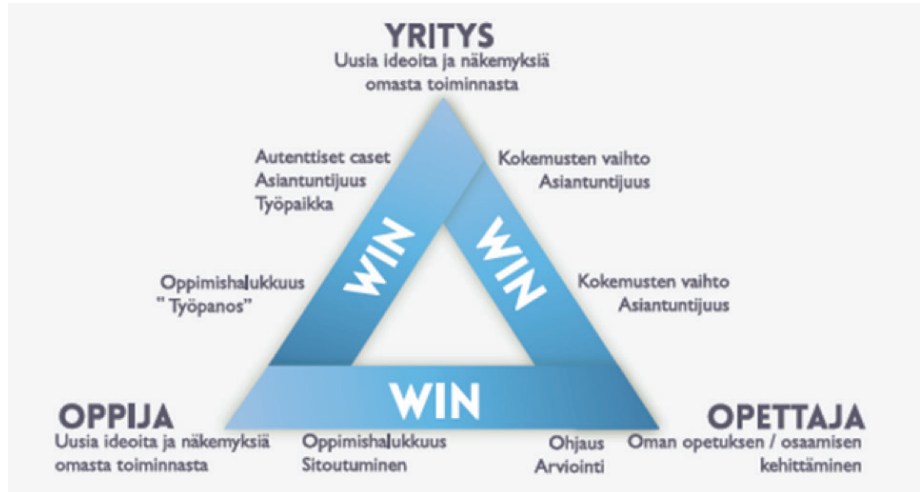 YRITYS
Uusia ideoita ja näkemyksiä
omasta toiminnasta
Autenttiset caset
Asiantuntijuus
Työpaikka
Kokemusten vaihto
Asiantuntijuus
WIN
WIN
Oppimishalukkuus
"Työpanos"
Kokemusten vaihto
Asiantuntijuus
WIN
OPPIJA
Uusia ideoita ja näkemyksiä
omasta toiminnasta
Oppimishalukkuus
Sitoutuminen
Ohjaus
Arviointi
OPETTAJA
Oman opetuksen / osaamisen
kehittäminen